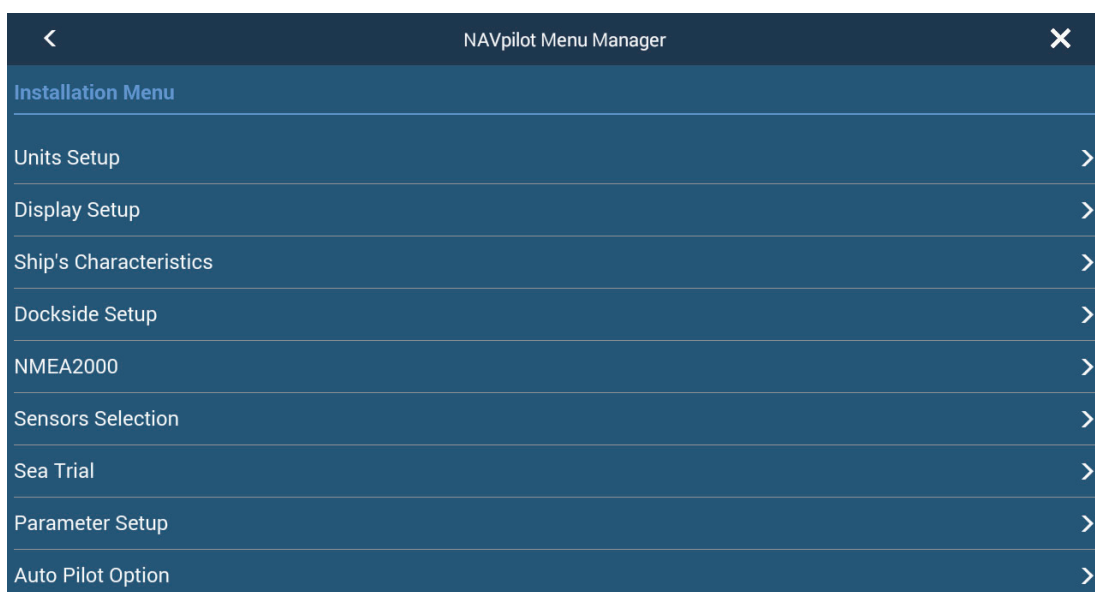 NAVpilot Menu Manager
Installation Menu
Units Setup
Display Setup
Ship's Characteristics
Dockside Setup
NMEA2000
Sensors Selection
Sea Trial
Parameter Setup
Auto Pilot Option